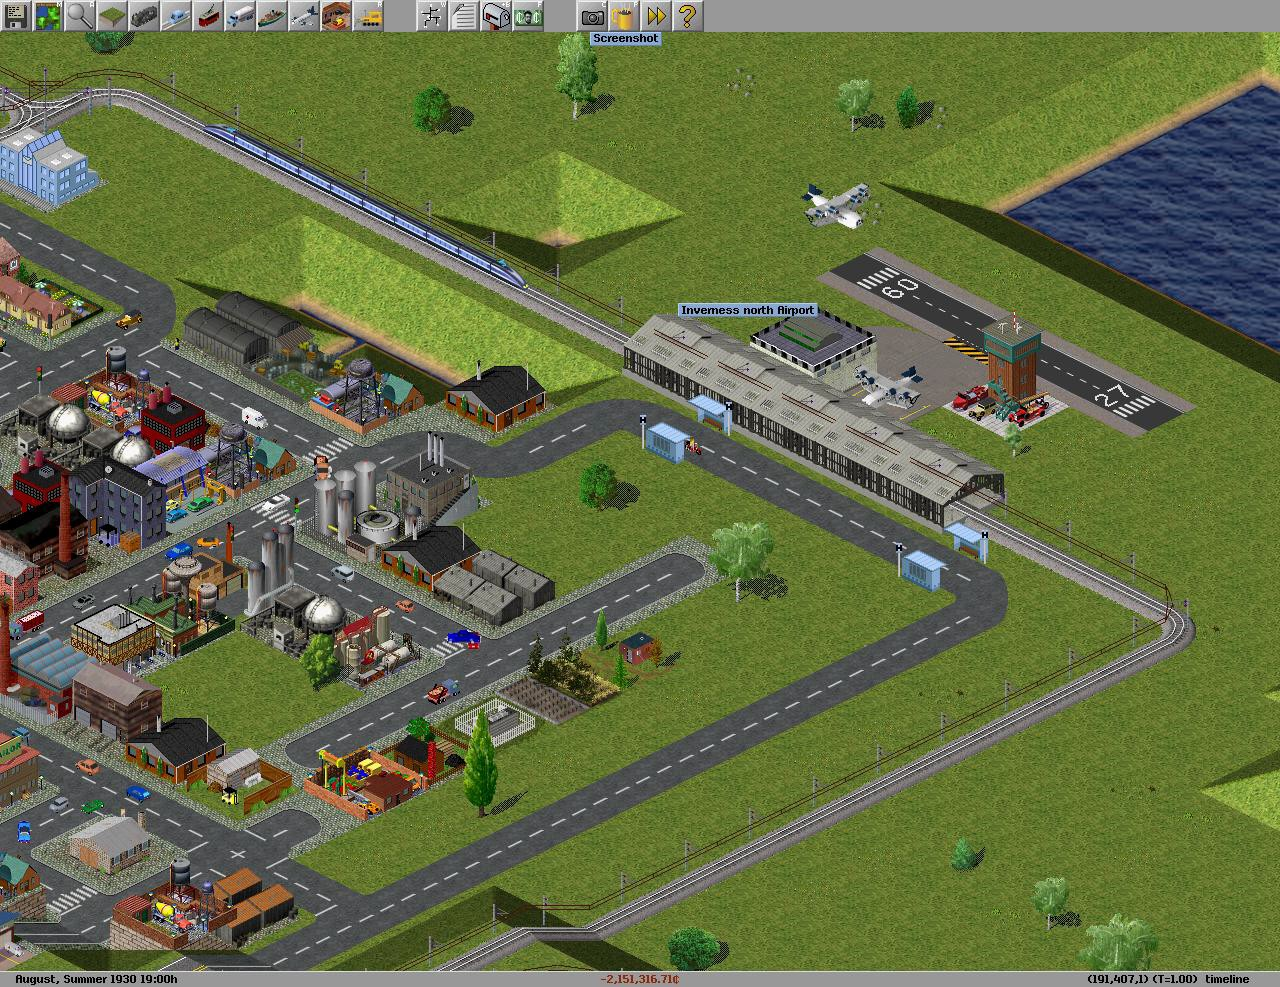 Screenshot
60
Inverness north Airport
27
August, Summer 1930 19:00h
-2,151,316.71¢
(191,407,1) (T=1.00) timeline